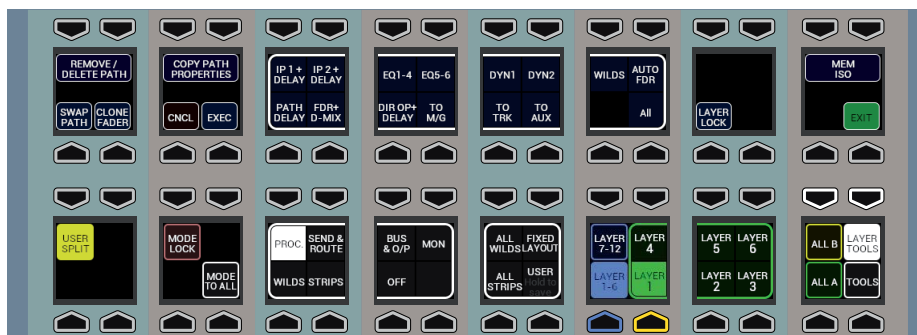 REMOVE /
DELETE PATH
SWAP
PATH
CLONE
FADER
COPY PATH
PROPERTIES
CNCL
EXEC
IP 1 +
DELAY
IP 2 +
DELAY
PATH
DELAY
FDR+
D-MIX
EQ1-4
EQ5-6
DIR OP+
DELAY
TO
M/G
DYN1
DYN2
TO
TRK
TO
AUX
WILDS
AUTO
FDR
All
LAYER
LOCK
MEM
ISO
EXIT
USER
SPLIT
MODE
LOCK
MODE
TO ALL
PROC.
SEND &
ROUTE
WILDS
STRIPS
BUS
& O/P
MON
OFF
ALL
WILDS
FIXED
LAYOUT
ALL
STRIPS
USER
Hold to
save
LAYER
7-12
LAYER
4
LAYER
1-6
LAYER
1
LAYER
5
LAYER
6
LAYER
2
LAYER
3
ALL B
LAYER
TOOLS
ALL A
TOOLS